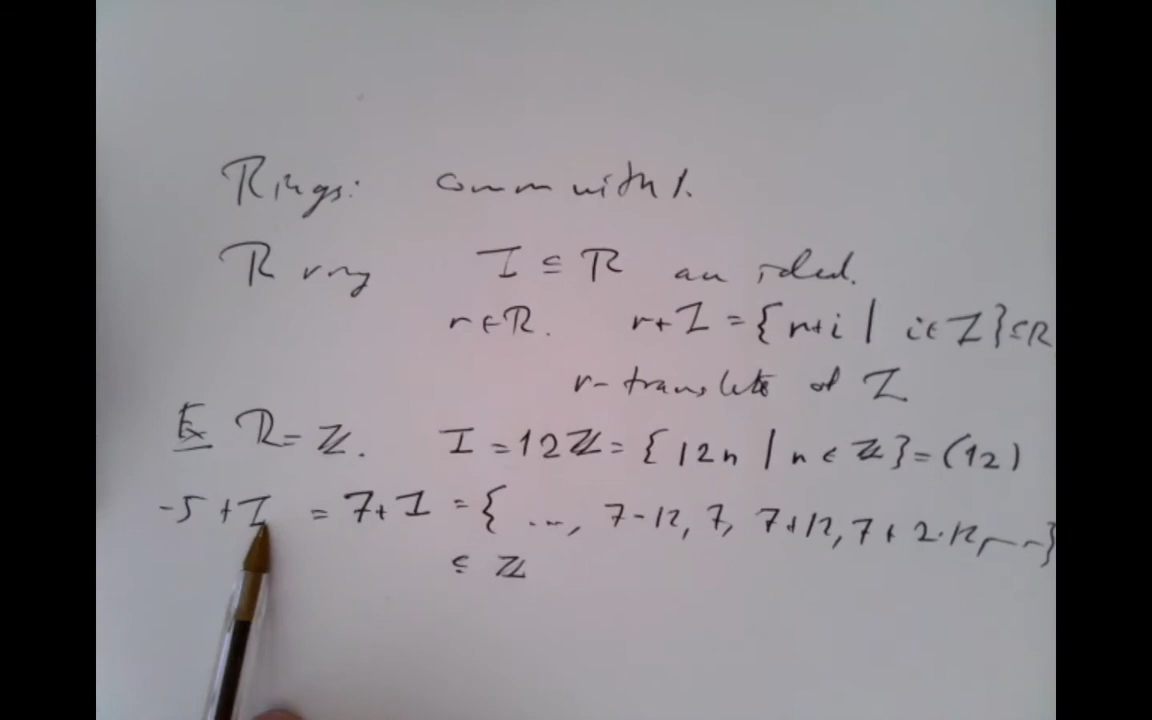 Rings: comm with 1.
R ring I ⊆ R an ideal.
r ∈ R. r+I = {r+i | i ∈ I} ⊆ R
r-translate of I
Ex R = ℤ. I = 12ℤ = {12n | n ∈ ℤ} = (12)
-5 + I = 7 + I = { ..., 7-12, 7, 7+12, 7+2·12, ... }
⊆ ℤ